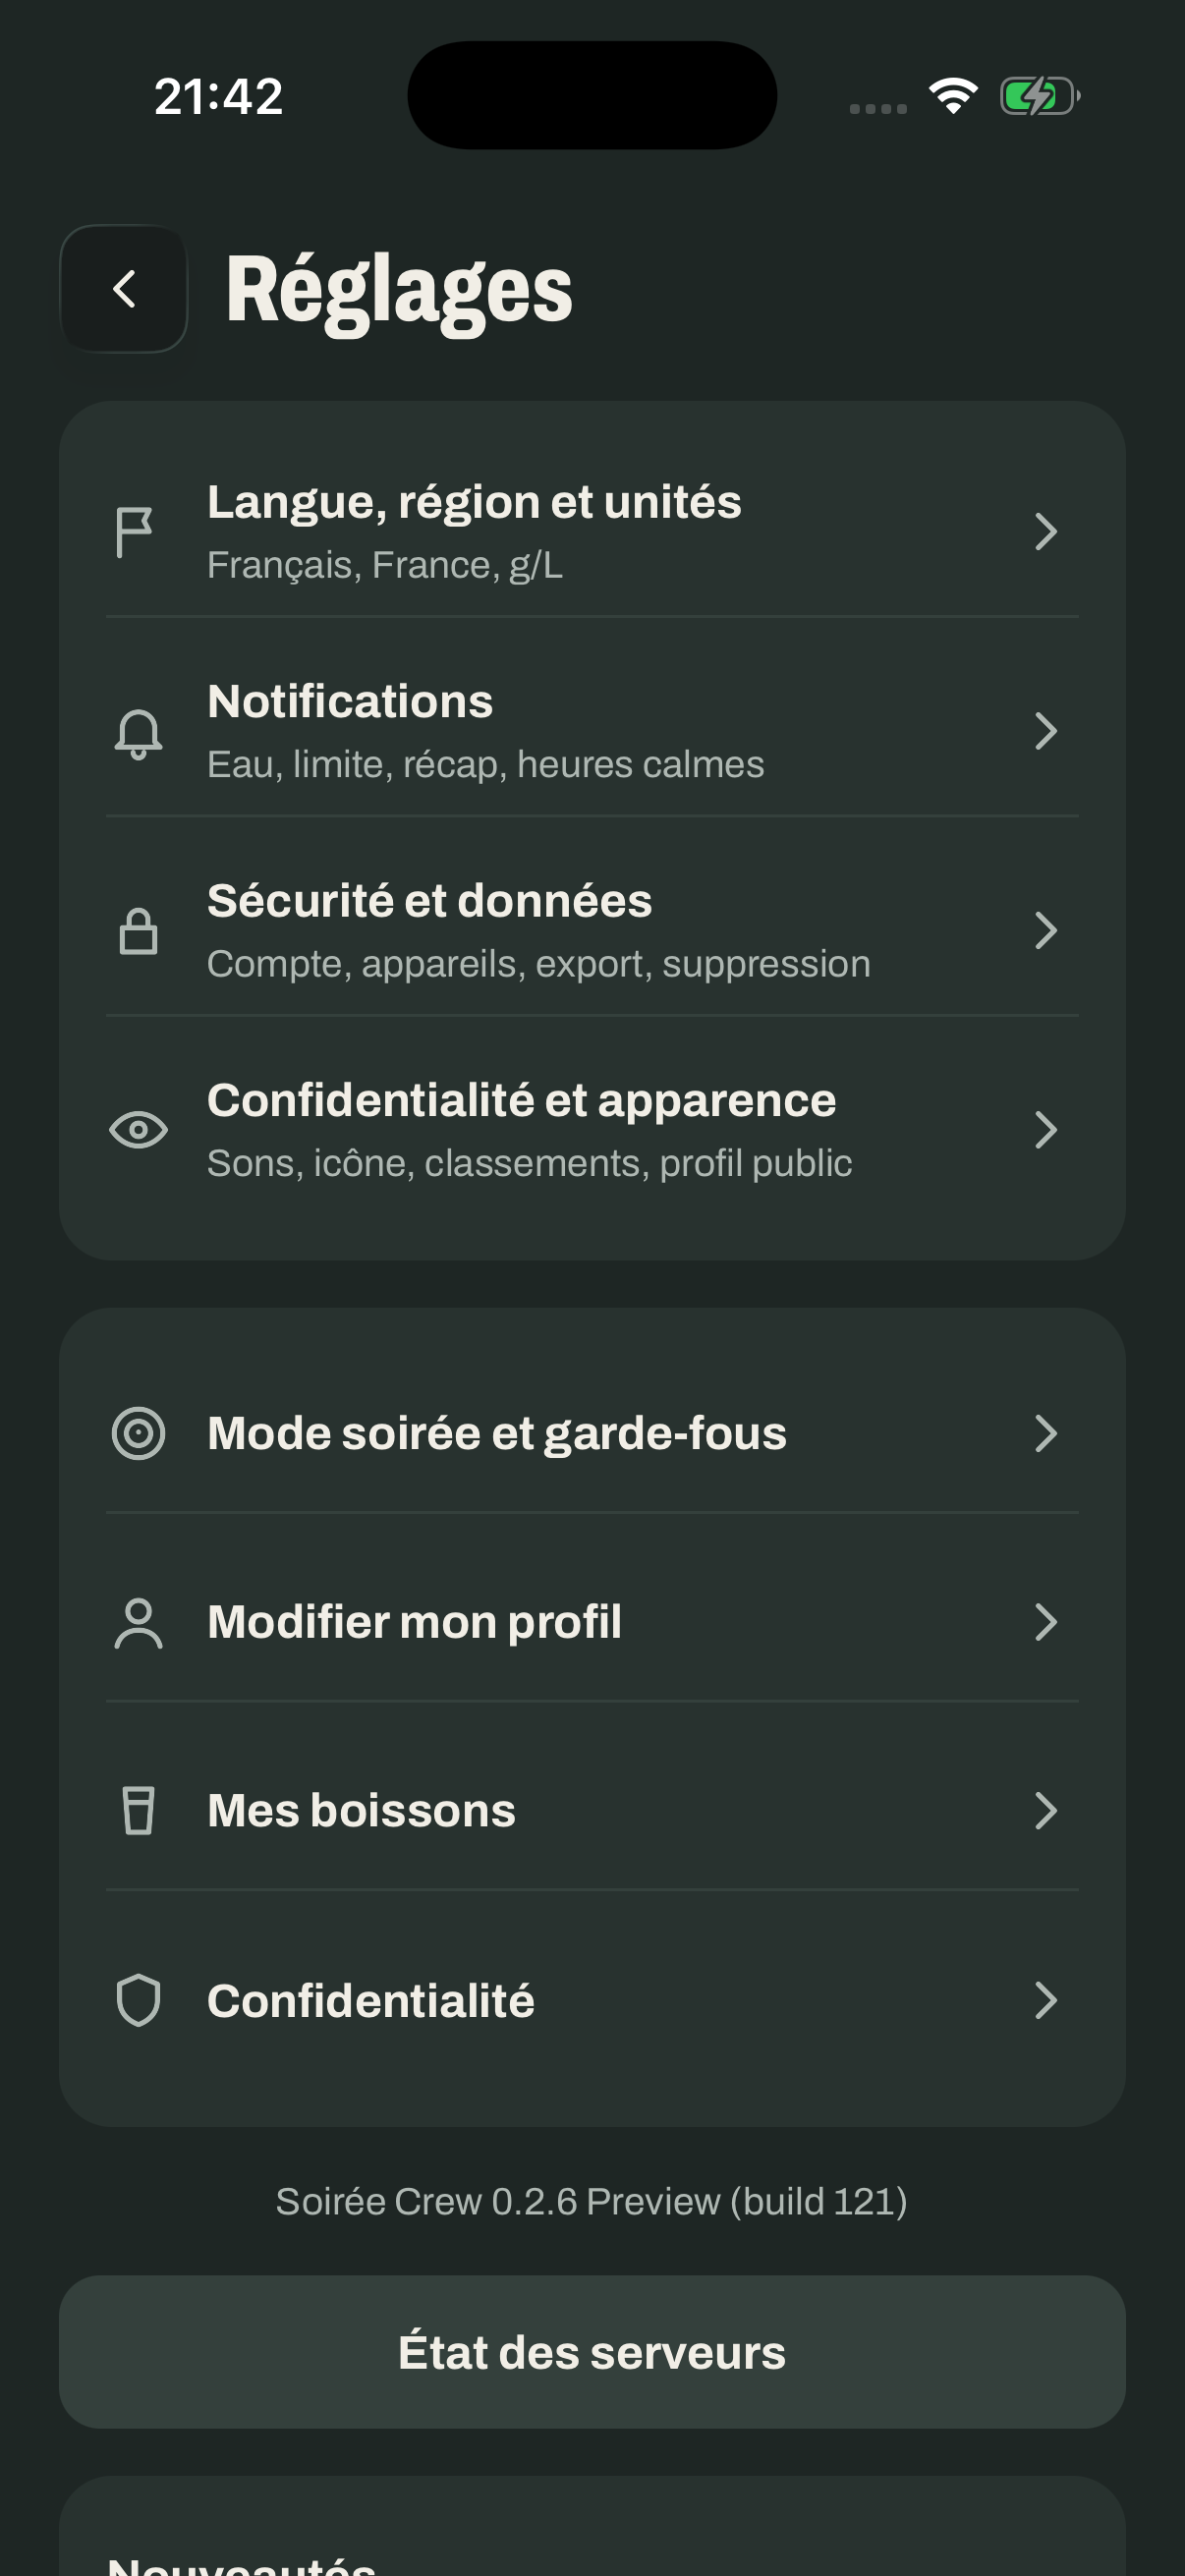 21:42
Réglages
Langue, région et unités
Français, France, g/L
Notifications
Eau, limite, récap, heures calmes
Sécurité et données
Compte, appareils, export, suppression
Confidentialité et apparence
Sons, icône, classements, profil public
Mode soirée et garde-fous
Modifier mon profil
Mes boissons
Confidentialité
Soirée Crew 0.2.6 Preview (build 121)
État des serveurs
Nouveautés